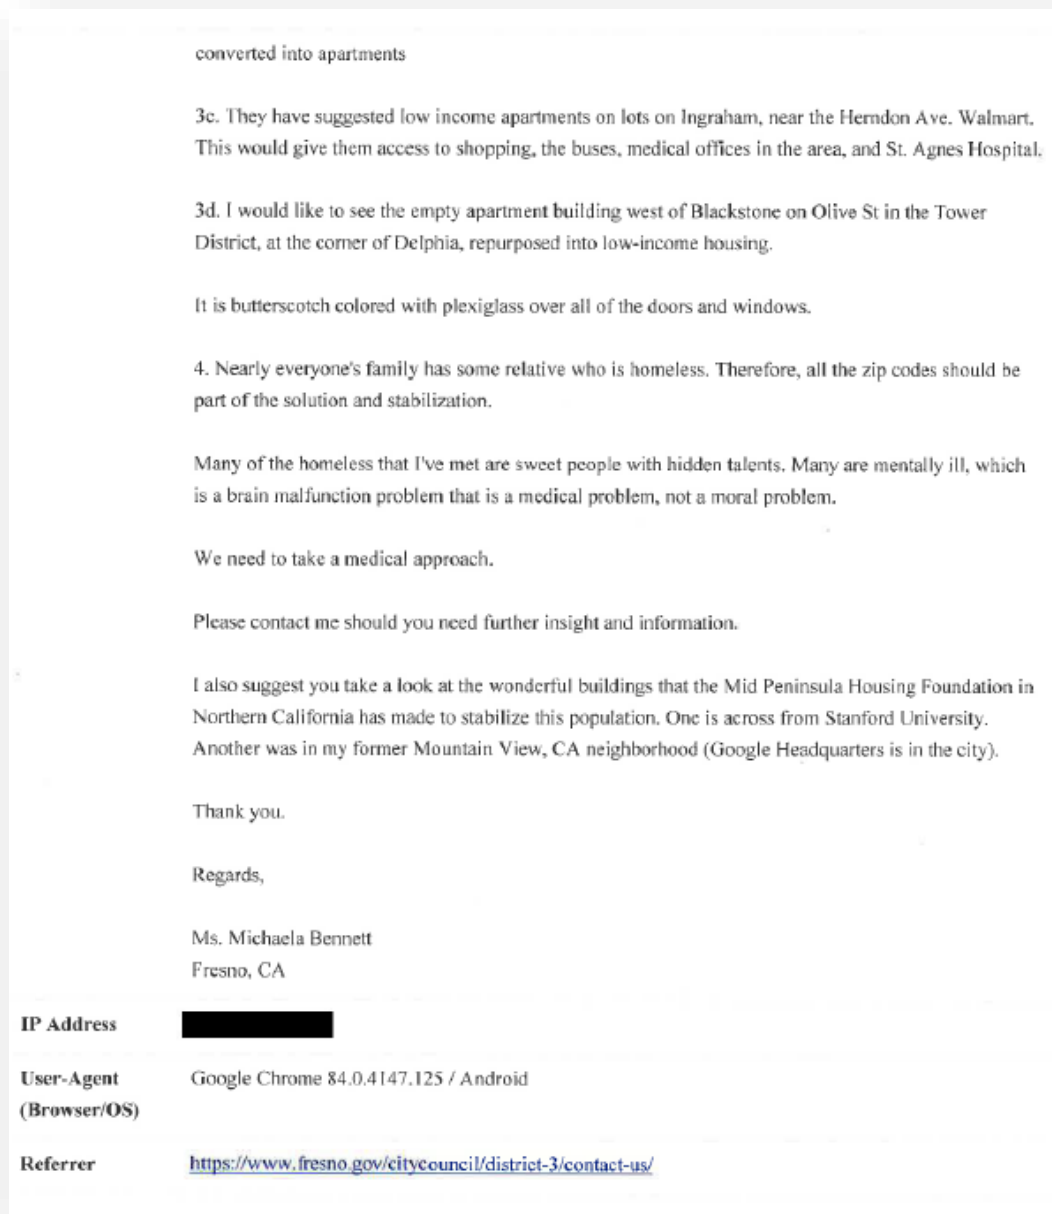 converted into apartments
3c. They have suggested low income apartments on lots on Ingraham, near the Herndon Ave. Walmart.
This would give them access to shopping, the buses, medical offices in the area, and St. Agnes Hospital.
3d. I would like to see the empty apartment building west of Blackstone on Olive St in the Tower
District, at the corner of Delphia, repurposed into low-income housing.
It is butterscotch colored with plexiglass over all of the doors and windows.
4. Nearly everyone's family has some relative who is homeless. Therefore, all the zip codes should be
part of the solution and stabilization.
Many of the homeless that I've met are sweet people with hidden talents. Many are mentally ill, which
is a brain malfunction problem that is a medical problem, not a moral problem.
We need to take a medical approach.
Please contact me should you need further insight and information.
I also suggest you take a look at the wonderful buildings that the Mid Peninsula Housing Foundation in
Northern California has made to stabilize this population. One is across from Stanford University.
Another was in my former Mountain View, CA neighborhood (Google Headquarters is in the city).
Thank you.
Regards,
Ms. Michaela Bennett
Fresno, CA
IP Address
User-Agent Google Chrome 84.0.4147.125 / Android
(Browser/OS)
Referrer https://www.fresno.gov/citycouncil/district-3/contact-us/